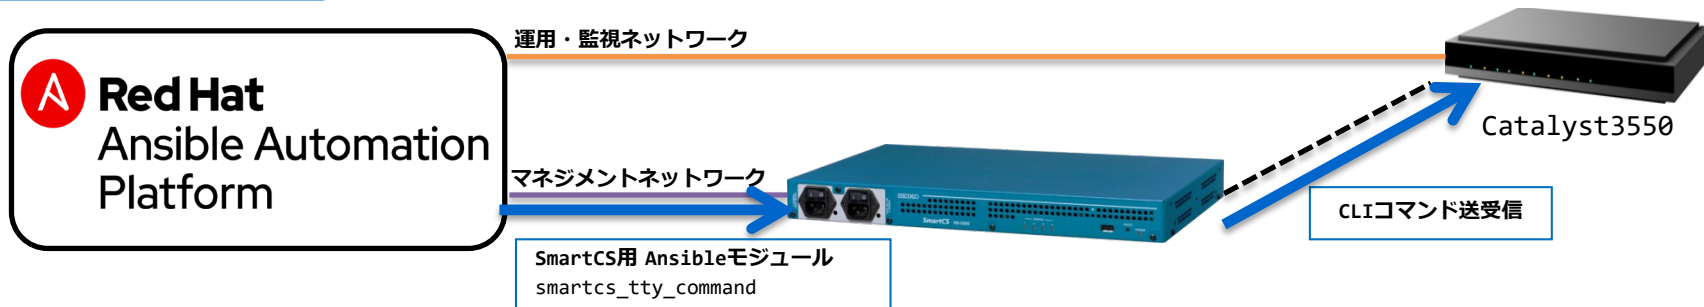 運用・監視ネットワーク
Red Hat
Ansible Automation
Platform
Catalyst3550
マネジメントネットワーク
SEIKO
SmartCS
CLIコマンド送受信
SmartCS用 Ansibleモジュール
smartcs_tty_command